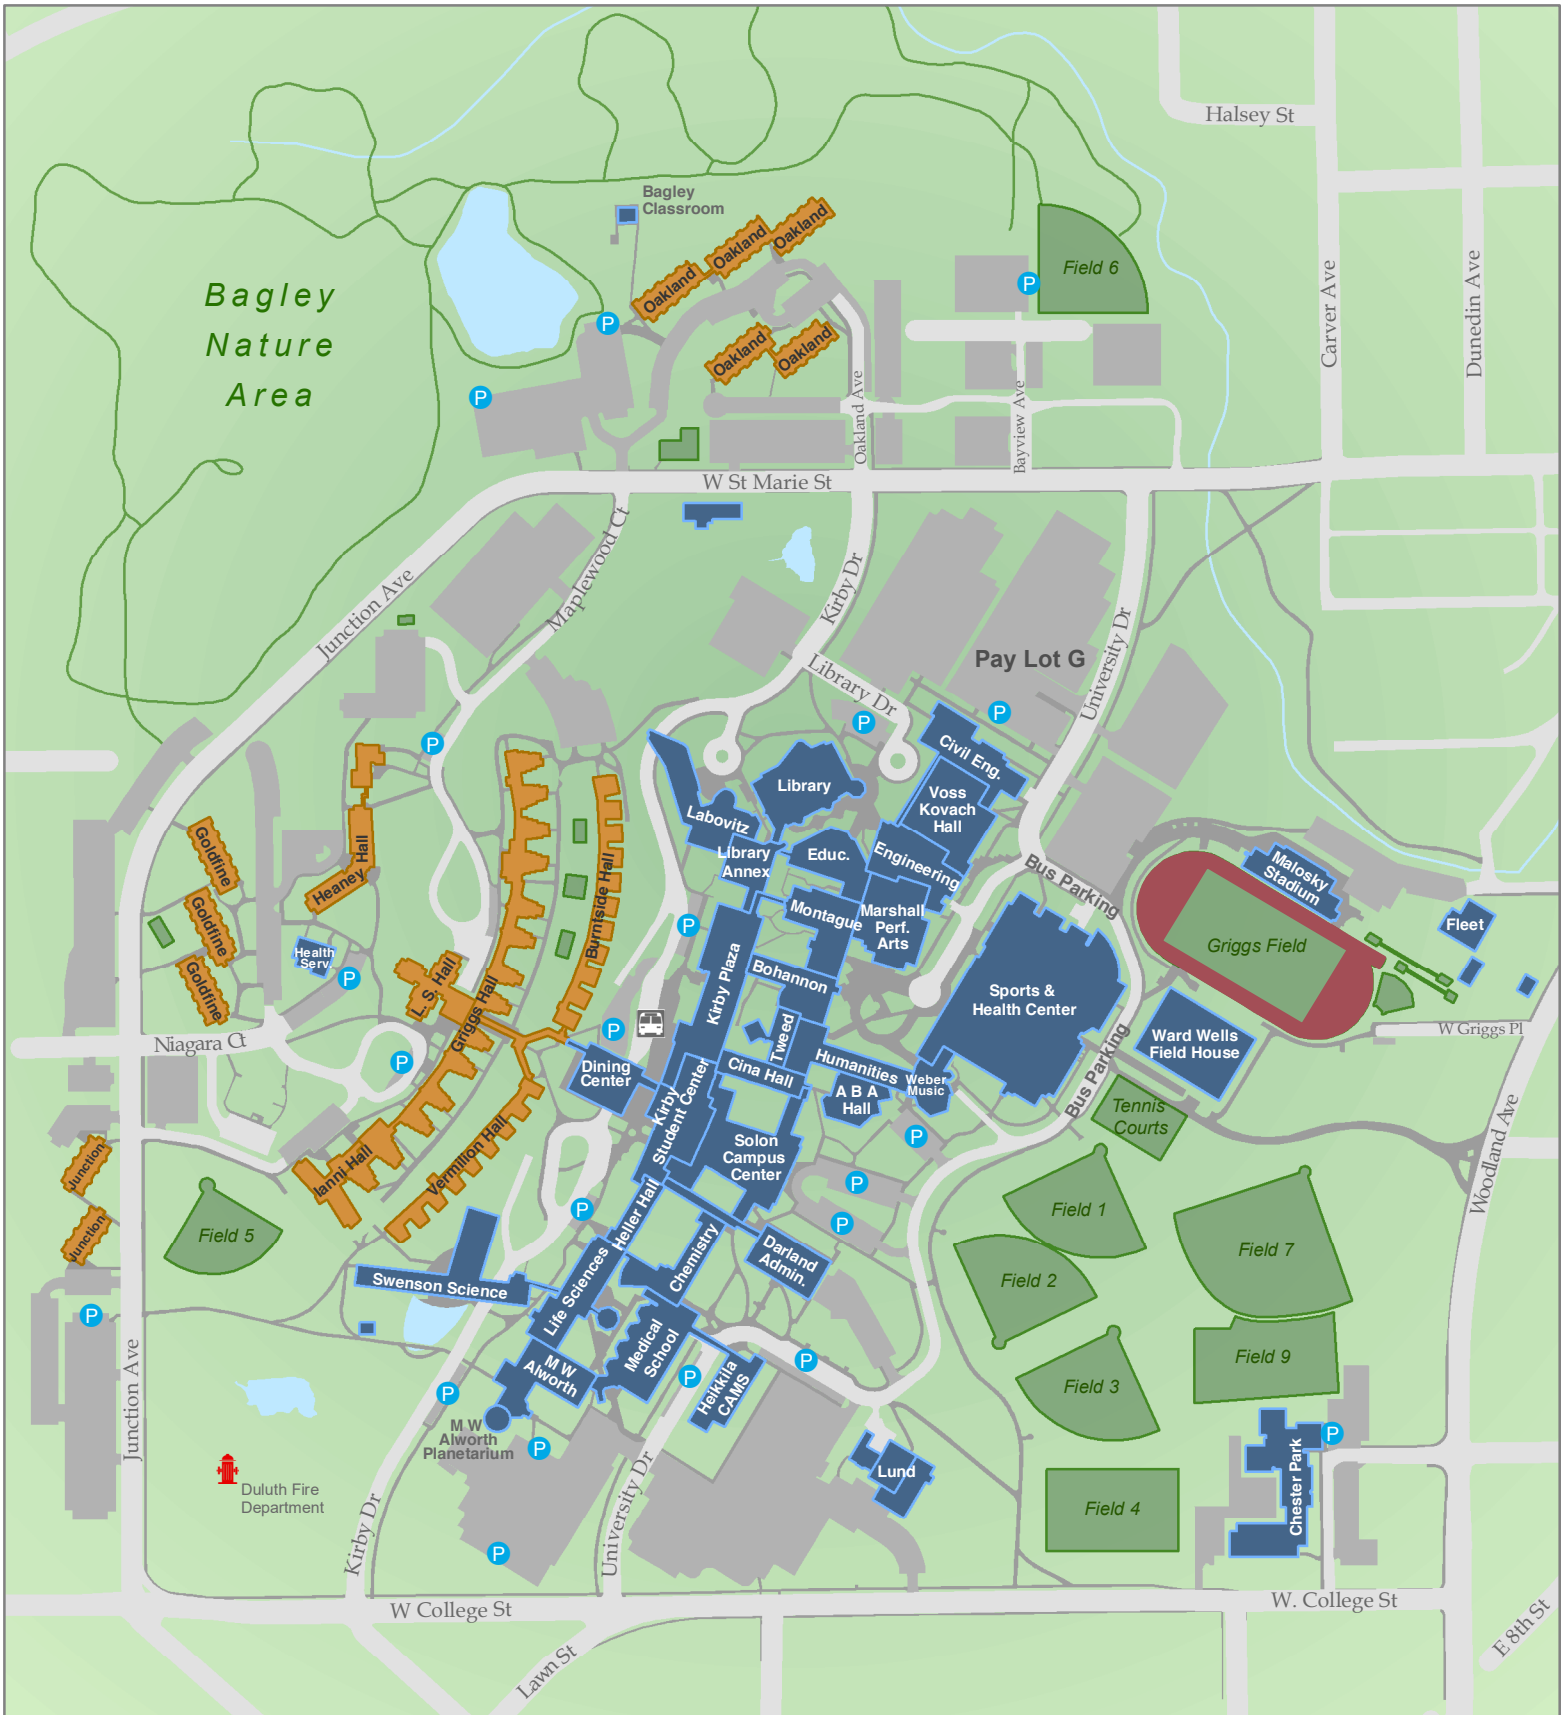 Halsey St
Carver Ave
Dunedin Ave
Bagley
Classroom
Oakland
Oakland
Oakland
Oakland
Oakland
P
P
P
Field 6
Bagley
Nature
Area
Oakland Ave
Bayview Ave
W St Marie St
Junction Ave
Maplewood Ct
Kirby Dr
Library Dr
Pay Lot G
University Dr
P
P
P
Civil Eng.
Voss
Kovach
Hall
Library
Labovitz
Library
Annex
Educ.
Engineering
Bus Parking
Malosky
Stadium
Goldfine
Goldfine
Goldfine
Heaney
Hall
Burntside Hall
Health
Serv.
P
L. S. Hall
Griggs Hall
P
Montague
Marshall
Perf.
Arts
Griggs Field
Fleet
Kirby Plaza
Bohannon
Sports &
Health Center
Niagara Ct
P
P
Dining
Center
Tweed
Cina Hall
Humanities
Weber
Music
A B A
Hall
Ward Wells
Field House
W Griggs Pl
Bus Parking
Tennis
Courts
Kirby
Student Center
Solon
Campus
Center
P
P
P
Junction
Junction
Ianni Hall
Vermilion Hall
P
Field 5
Heller Hall
Chemistry
Darland
Admin.
Field 1
Field 2
Field 7
Woodland Ave
Swenson Science
Life Sciences
Medical
School
P
P
P
Heikkila
CAMS
Field 3
Field 9
M W
Alworth
P
M W
Alworth
Planetarium
P
Junction Ave
Duluth Fire
Department
Lund
Field 4
Chester Park
P
Kirby Dr
P
University Dr
W College St
W. College St
Lawn St
E 8th St